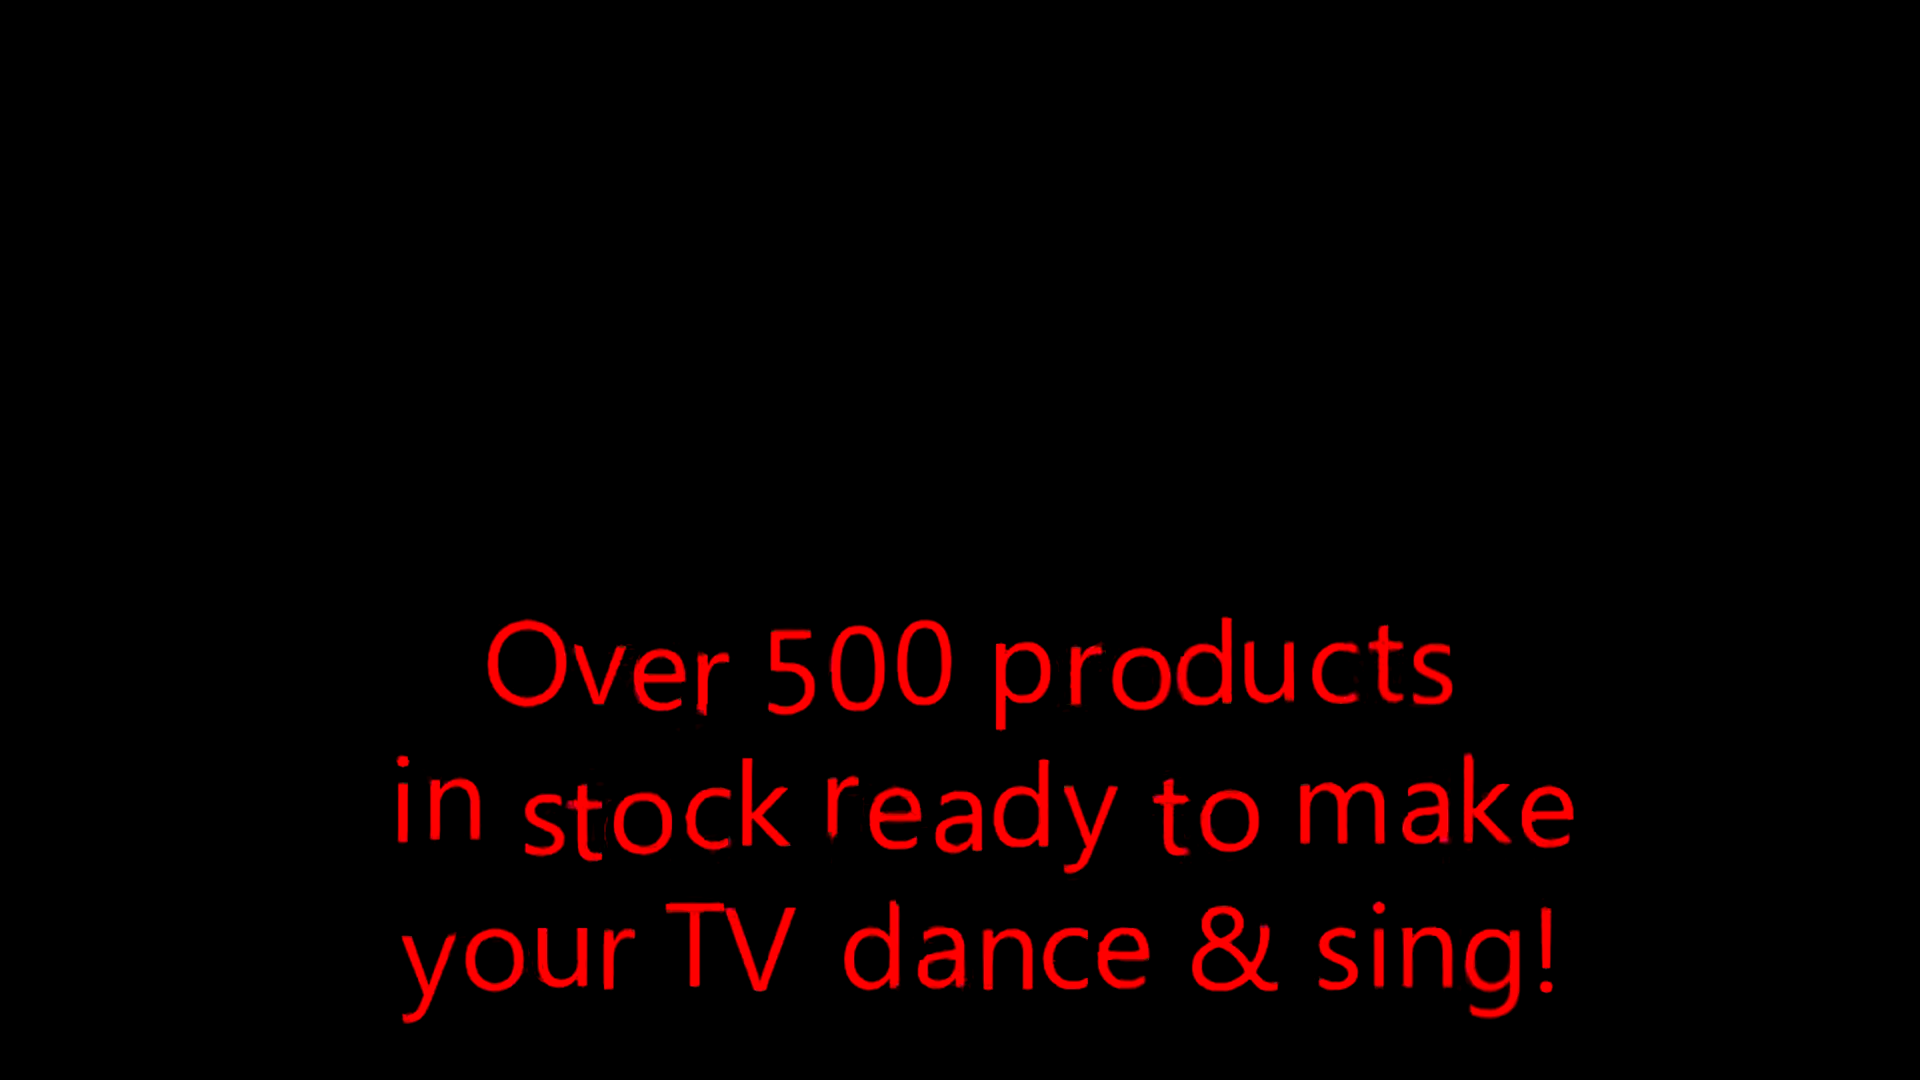 Over 500 products
in stock ready to make
your TV dance & sing!